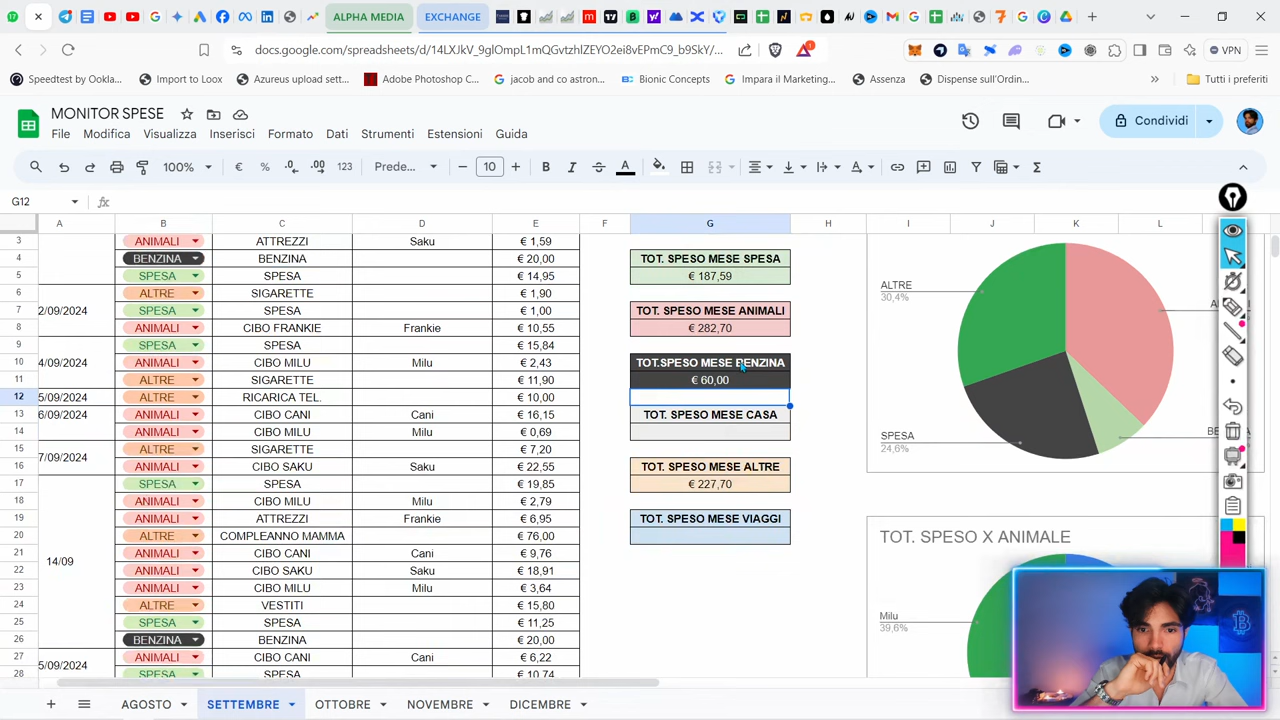 ALPHA MEDIA
EXCHANGE
docs.google.com/spreadsheets/d/14LXJkV_9glOmpL1mQGvtzhlZEYO2ei8vEPmC9_b9SkY/...
VPN
Speedtest by Ookla...
Import to Loox
Azureus upload sett...
Adobe Photoshop C...
jacob and co astron...
Bionic Concepts
Impara il Marketing...
Assenza
Dispense sull'Ordin...
Tutti i preferiti
MONITOR SPESE
File Modifica Visualizza Inserisci Formato Dati Strumenti Estensioni Guida
Condividi
100% € % .0 .00 123 Prede... 10 B I A
G12 fx
A B C D E F G H I J K L
3 ANIMALI ATTREZZI Saku € 1,59
4 BENZINA BENZINA € 20,00 TOT. SPESO MESE SPESA
5 SPESA SPESA € 14,95 € 187,59
6 ALTRE SIGARETTE € 1,90
7 2/09/2024 SPESA SPESA € 1,00 TOT. SPESO MESE ANIMALI
8 ANIMALI CIBO FRANKIE Frankie € 10,55 € 282,70
9 SPESA SPESA € 15,84
10 4/09/2024 ANIMALI CIBO MILU Milu € 2,43 TOT.SPESO MESE BENZINA
11 ALTRE SIGARETTE € 11,90 € 60,00
12 5/09/2024 ALTRE RICARICA TEL. € 10,00
13 6/09/2024 ANIMALI CIBO CANI Cani € 16,15 TOT. SPESO MESE CASA
14 ANIMALI CIBO MILU Milu € 0,69
15 7/09/2024 ALTRE SIGARETTE € 7,20
16 ANIMALI CIBO SAKU Saku € 22,55 TOT. SPESO MESE ALTRE
17 SPESA SPESA € 19,85 € 227,70
18 ANIMALI CIBO MILU Milu € 2,79
19 ANIMALI ATTREZZI Frankie € 6,95 TOT. SPESO MESE VIAGGI
20 ALTRE COMPLEANNO MAMMA € 76,00
21 14/09 ANIMALI CIBO CANI Cani € 9,76
22 ANIMALI CIBO SAKU Saku € 18,91
23 ANIMALI CIBO MILU Milu € 3,64
24 ALTRE VESTITI € 15,80
25 SPESA SPESA € 11,25
26 BENZINA BENZINA € 20,00
27 5/09/2024 ANIMALI CIBO CANI Cani € 6,22
28 SPESA SPESA € 10,74
ALTRE
30,4%
SPESA
24,6%
TOT. SPESO X ANIMALE
Milu
39,6%
AGOSTO SETTEMBRE OTTOBRE NOVEMBRE DICEMBRE